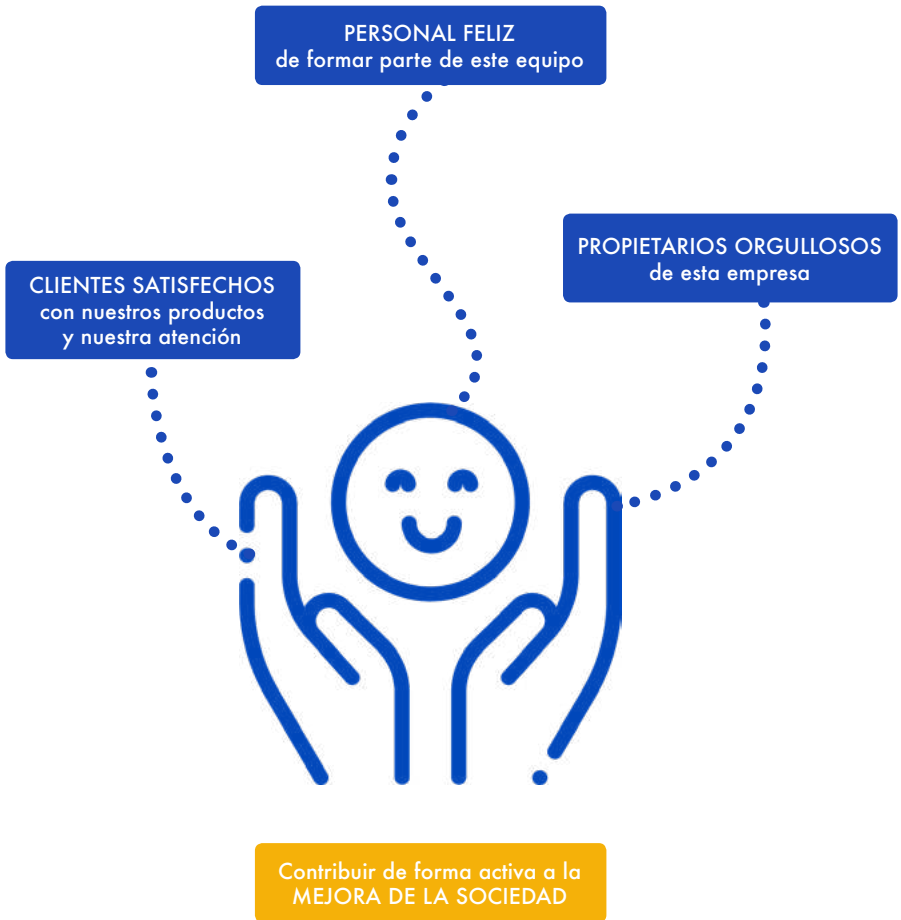 PERSONAL FELIZ
de formar parte de este equipo
PROPIETARIOS ORGULLOSOS
de esta empresa
CLIENTES SATISFECHOS
con nuestros productos
y nuestra atención
Contribuir de forma activa a la
MEJORA DE LA SOCIEDAD